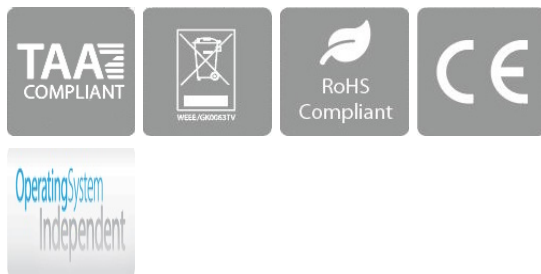 TAA
COMPLIANT
WEEE/GK0063TV
RoHS
Compliant
CE
OperatingSystem
Independent